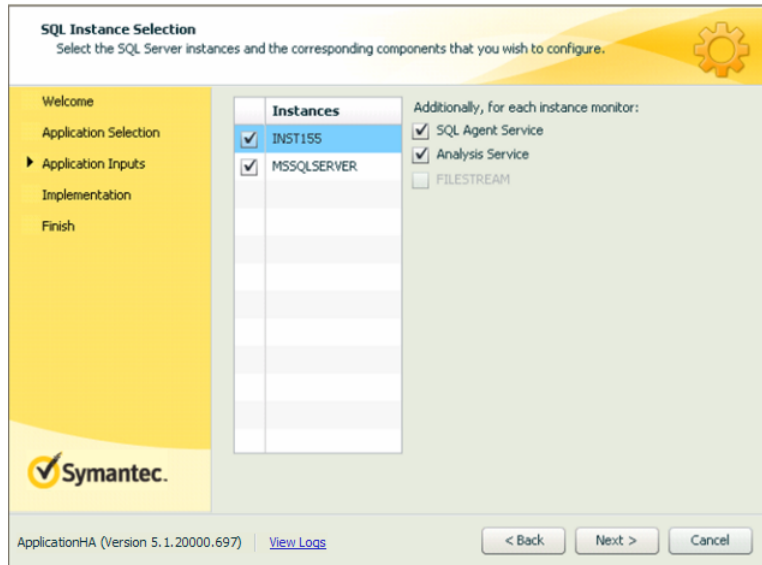 SQL Instance Selection
Select the SQL Server instances and the corresponding components that you wish to configure.
Welcome
Application Selection
Application Inputs
Implementation
Finish
Instances
INST155
MSSQLSERVER
Additionally, for each instance monitor:
SQL Agent Service
Analysis Service
FILESTREAM
Symantec.
ApplicationHA (Version 5.1.20000.697)
View Logs
< Back
Next >
Cancel